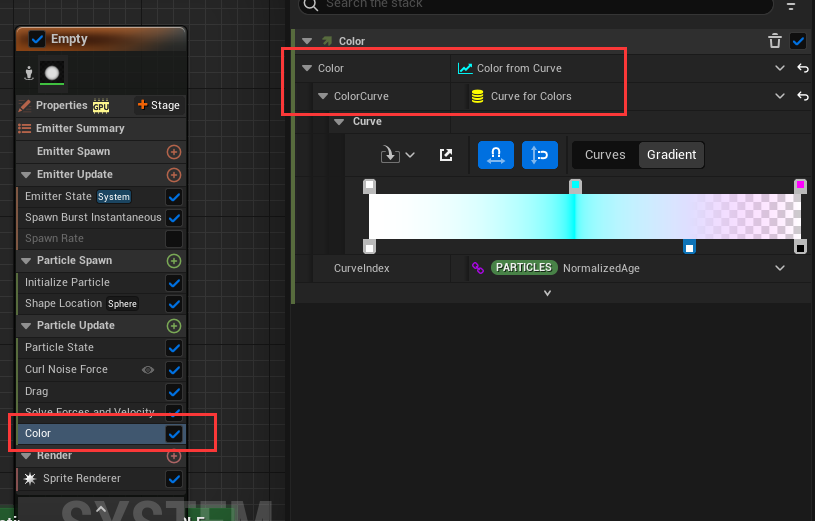 Search the stack
Empty
Color
Color
Color from Curve
ColorCurve
Curve for Colors
Curve
Curves
Gradient
CurveIndex
PARTICLES
NormalizedAge
Properties
GPU
+ Stage
Emitter Summary
Emitter Spawn
Emitter Update
Emitter State System
Spawn Burst Instantaneous
Spawn Rate
Particle Spawn
Initialize Particle
Shape Location Sphere
Particle Update
Particle State
Curl Noise Force
Drag
Solve Forces and Velocity
Color
Render
Sprite Renderer
SYSTEM